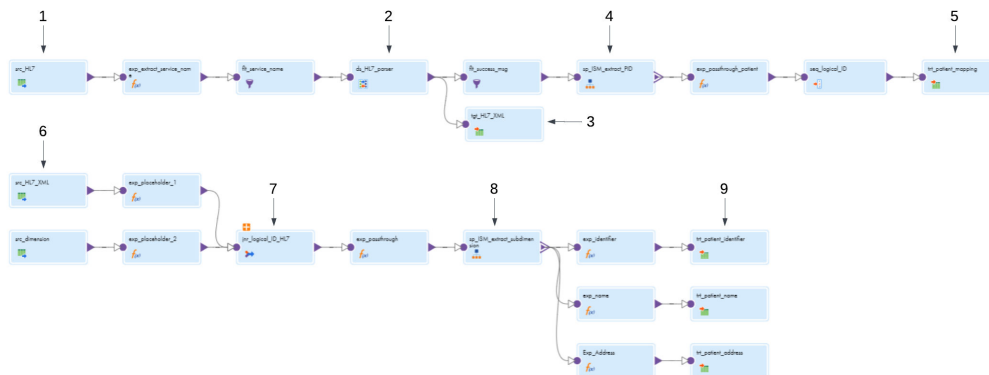 1
2
4
5
src_HL7
exp_extract_service_nam
e
flt_service_name
ds_HL7_parser
flt_success_msg
sp_ISM_extract_PID
exp_passthrough_patient
seq_logical_ID
trt_patient_mapping
tgt_HL7_XML
3
6
src_HL7_XML
exp_placeholder_1
7
8
9
src_dimension
exp_placeholder_2
jnr_logical_ID_HL7
exp_passthrough
sp_ISM_extract_subdimen
sion
exp_identifier
trt_patient_identifier
exp_name
trt_patient_name
Exp_Address
trt_patient_address